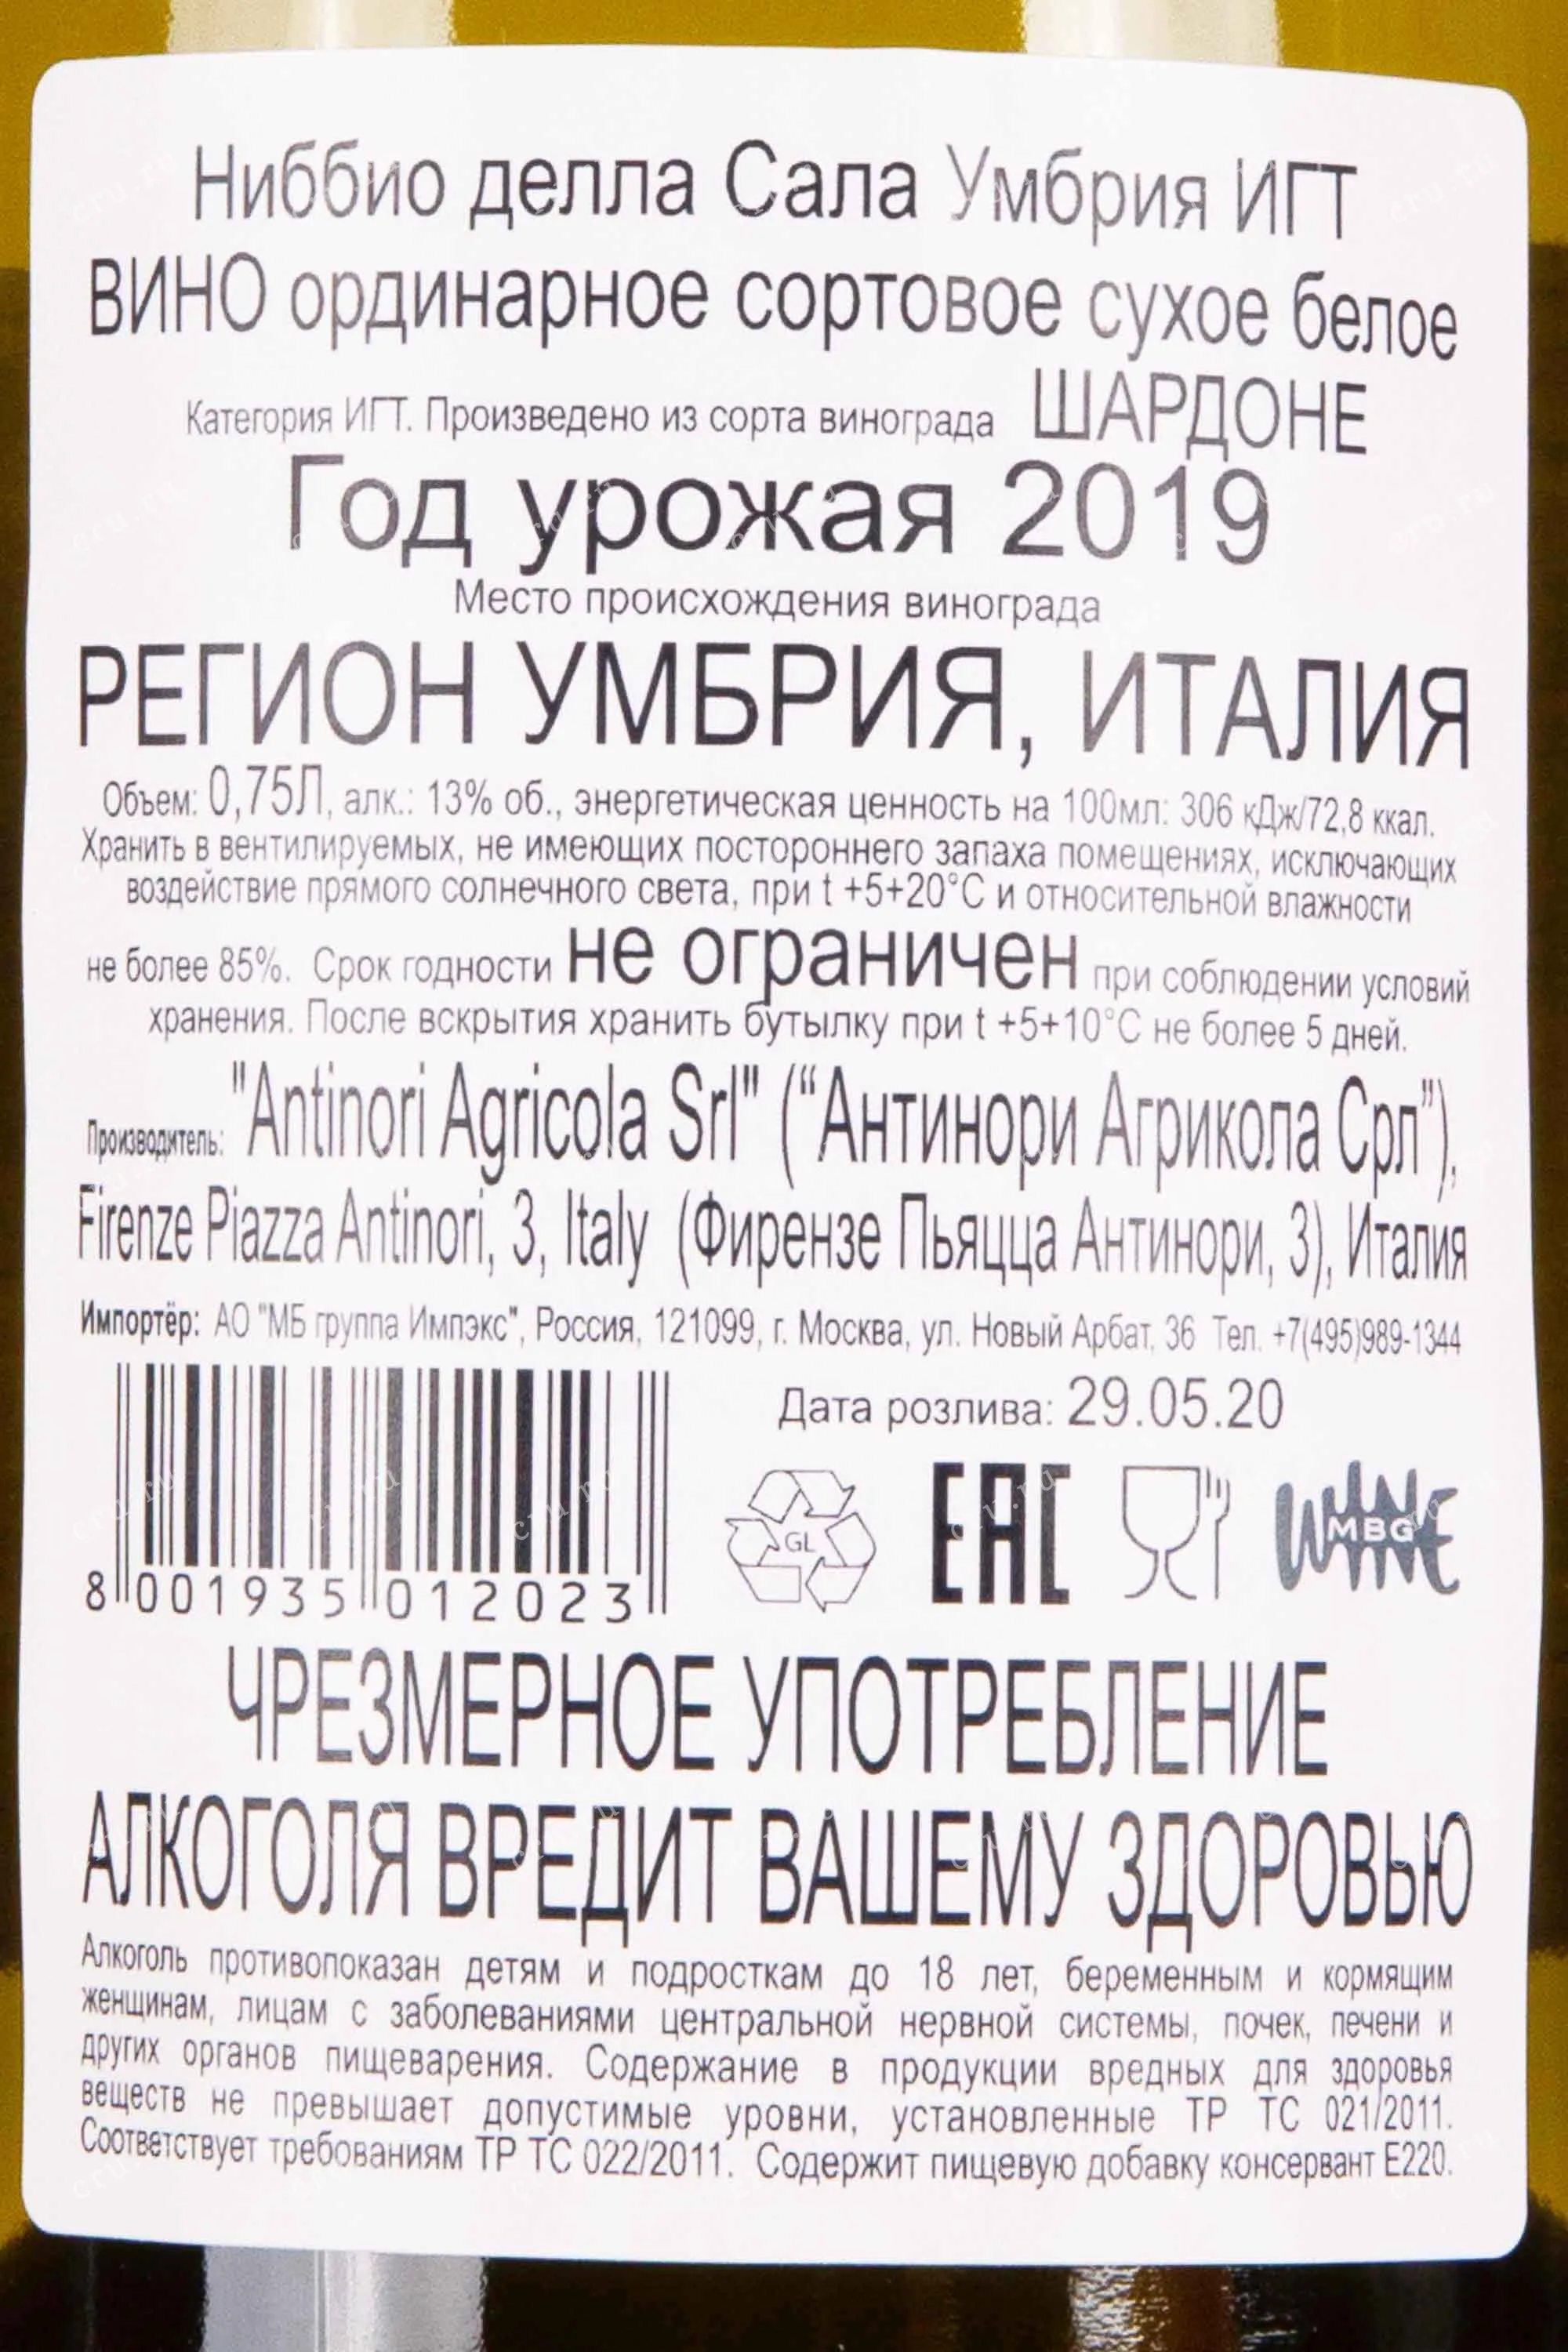 Ниббио делла Сала Умбрия ИГТ
ВИНО ординарное сортовое сухое белое
Категория ИГТ. Произведено из сорта винограда ШАРДОНЕ
Год урожая 2019
Место происхождения винограда
РЕГИОН УМБРИЯ, ИТАЛИЯ
Объем: 0,75Л, алк.: 13% об., энергетическая ценность на 100мл: 306 кДж/72,8 ккал.
Хранить в вентилируемых, не имеющих постороннего запаха помещениях, исключающих
воздействие прямого солнечного света, при t +5+20°C и относительной влажности
не более 85%. Срок годности не ограничен при соблюдении условий
хранения. После вскрытия хранить бутылку при t +5+10°C не более 5 дней.
Производитель: "Antinori Agricola Srl" (“Антинори Агрикола Срл”),
Firenze Piazza Antinori, 3, Italy (Фирензе Пьяцца Антинори, 3), Италия
Импортёр: АО "МБ группа Импэкс", Россия, 121099, г. Москва, ул. Новый Арбат, 36 Тел. +7(495)989-1344
Дата розлива: 29.05.20
GL EAC WINE MBG
8 001935 012023
ЧРЕЗМЕРНОЕ УПОТРЕБЛЕНИЕ
АЛКОГОЛЯ ВРЕДИТ ВАШЕМУ ЗДОРОВЬЮ
Алкоголь противопоказан детям и подросткам до 18 лет, беременным и кормящим
женщинам, лицам с заболеваниями центральной нервной системы, почек, печени и
других органов пищеварения. Содержание в продукции вредных для здоровья
веществ не превышает допустимые уровни, установленные ТР ТС 021/2011.
Соответствует требованиям ТР ТС 022/2011. Содержит пищевую добавку консервант Е220.